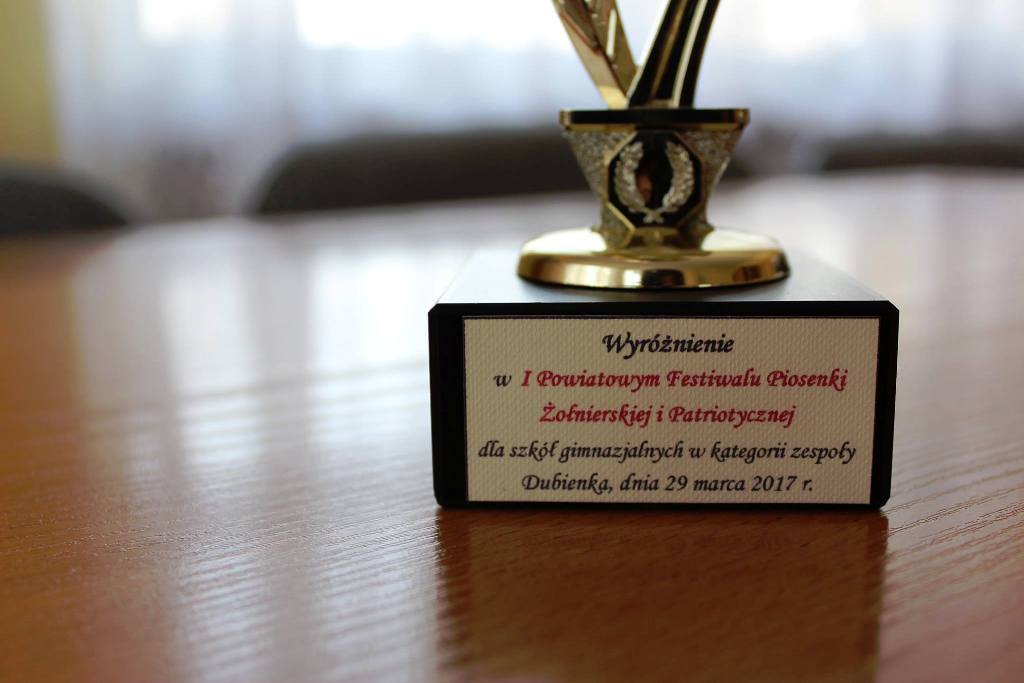 Wyróżnienie
w I Powiatowym Festiwalu Piosenki
Żołnierskiej i Patriotycznej
dla szkół gimnazjalnych w kategorii zespoły
Dubienka, dnia 29 marca 2017 r.